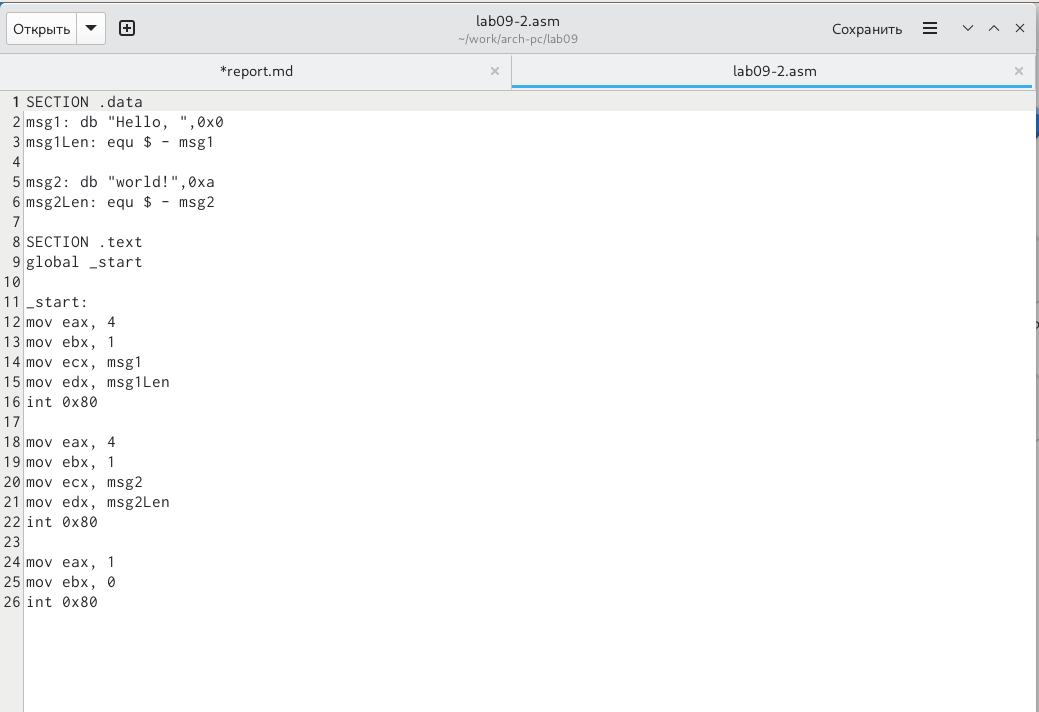 Открыть
lab09-2.asm
~/work/arch-pc/lab09
Сохранить
*report.md
lab09-2.asm
1 SECTION .data
2 msg1: db "Hello, ",0x0
3 msg1Len: equ $ - msg1
4
5 msg2: db "world!",0xa
6 msg2Len: equ $ - msg2
7
8 SECTION .text
9 global _start
10
11 _start:
12 mov eax, 4
13 mov ebx, 1
14 mov ecx, msg1
15 mov edx, msg1Len
16 int 0x80
17
18 mov eax, 4
19 mov ebx, 1
20 mov ecx, msg2
21 mov edx, msg2Len
22 int 0x80
23
24 mov eax, 1
25 mov ebx, 0
26 int 0x80